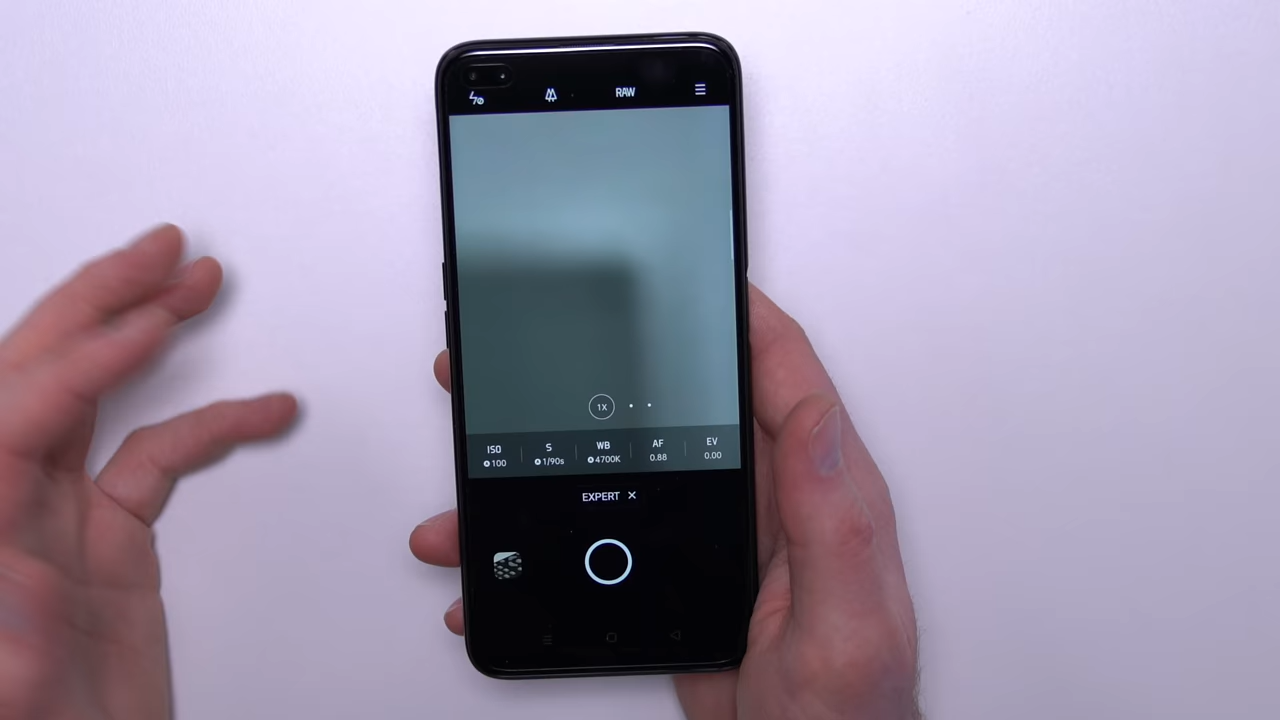 RAW
1X
ISO S WB AF EV
100 1/90s 4700K 0.88 0.00
EXPERT ✕